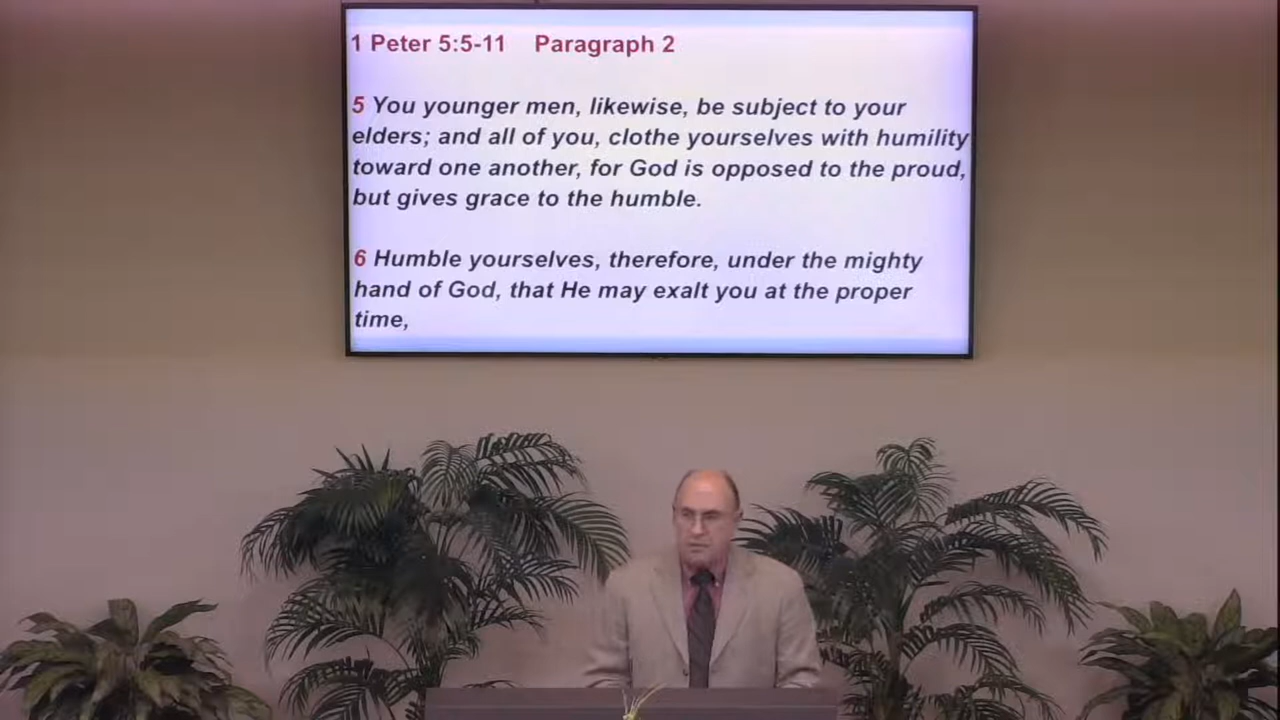 1 Peter 5:5-11 Paragraph 2
5 You younger men, likewise, be subject to your
elders; and all of you, clothe yourselves with humility
toward one another, for God is opposed to the proud,
but gives grace to the humble.
6 Humble yourselves, therefore, under the mighty
hand of God, that He may exalt you at the proper
time,